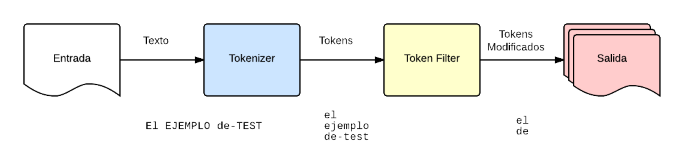 Entrada
Texto
Tokenizer
Tokens
Token Filter
Tokens
Modificados
Salida
El EJEMPLO de-TEST
el
ejemplo
de-test
el
de